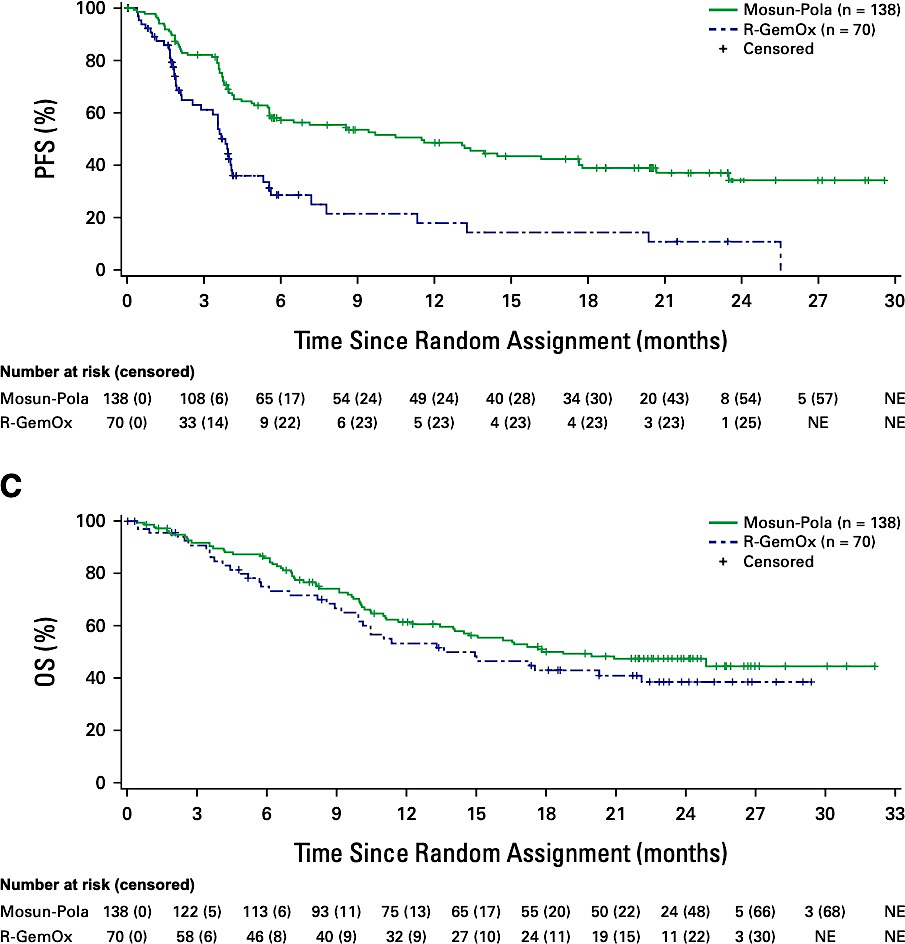 100
80
60
40
20
0
PFS (%)
Mosun-Pola (n = 138)
R-GemOx (n = 70)
+ Censored
0 3 6 9 12 15 18 21 24 27 30
Time Since Random Assignment (months)
Number at risk (censored)
Mosun-Pola 138 (0) 108 (6) 65 (17) 54 (24) 49 (24) 40 (28) 34 (30) 20 (43) 8 (54) 5 (57) NE
R-GemOx 70 (0) 33 (14) 9 (22) 6 (23) 5 (23) 4 (23) 4 (23) 3 (23) 1 (25) NE NE
C
100
80
60
40
20
0
OS (%)
Mosun-Pola (n = 138)
R-GemOx (n = 70)
+ Censored
0 3 6 9 12 15 18 21 24 27 30 33
Time Since Random Assignment (months)
Number at risk (censored)
Mosun-Pola 138 (0) 122 (5) 113 (6) 93 (11) 75 (13) 65 (17) 55 (20) 50 (22) 24 (48) 5 (66) 3 (68) NE
R-GemOx 70 (0) 58 (6) 46 (8) 40 (9) 32 (9) 27 (10) 24 (11) 19 (15) 11 (22) 3 (30) NE NE